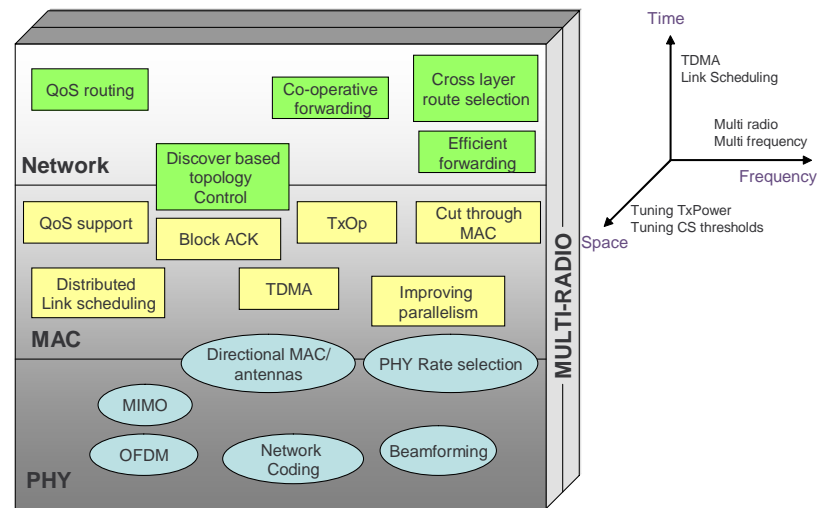 QoS routing
Co-operative
forwarding
Cross layer
route selection
Efficient
forwarding
Network
Discover based
topology
Control
QoS support
Block ACK
TxOp
Cut through
MAC
Distributed
Link scheduling
TDMA
Improving
parallelism
MAC
Directional MAC/
antennas
PHY Rate selection
MIMO
OFDM
Network
Coding
Beamforming
PHY
MULTI-RADIO
Time
TDMA
Link Scheduling
Multi radio
Multi frequency
Frequency
Tuning TxPower
Tuning CS thresholds
Space